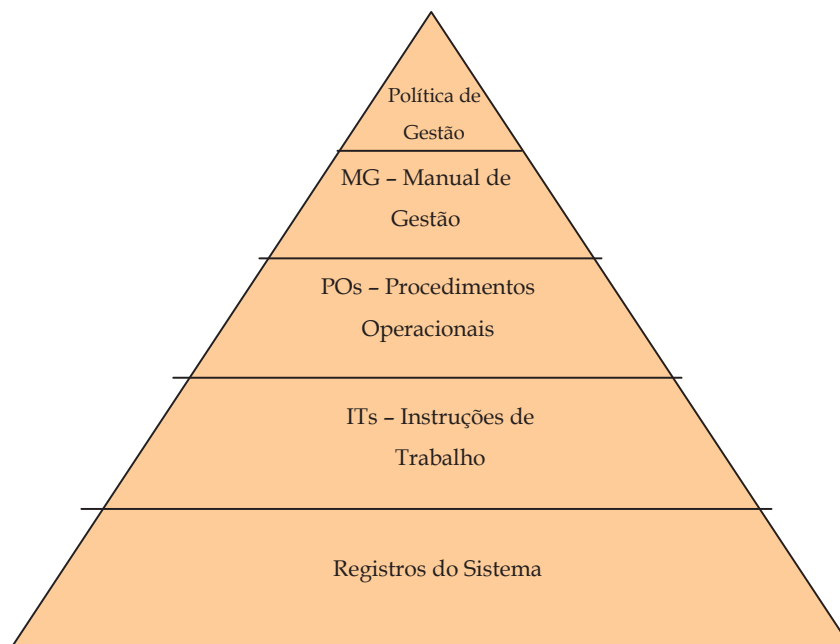 Política de
Gestão
MG – Manual de
Gestão
POs – Procedimentos
Operacionais
ITs – Instruções de
Trabalho
Registros do Sistema